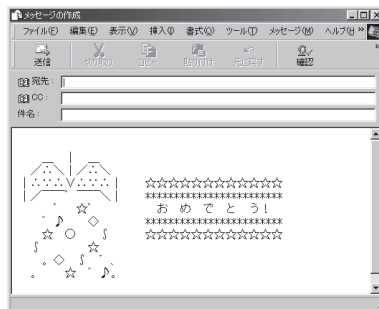 メッセージの作成
ファイル(F) 編集(E) 表示(V) 挿入(I) 書式(O) ツール(T) メッセージ(M) ヘルプ(H »
送信 切り取り コピー 貼り付け 元に戻す 確認 »
宛先:
CC:
件名:
☆☆☆☆☆☆☆☆☆☆☆☆
************************
お め で と う!
************************
☆☆☆☆☆☆☆☆☆☆☆☆